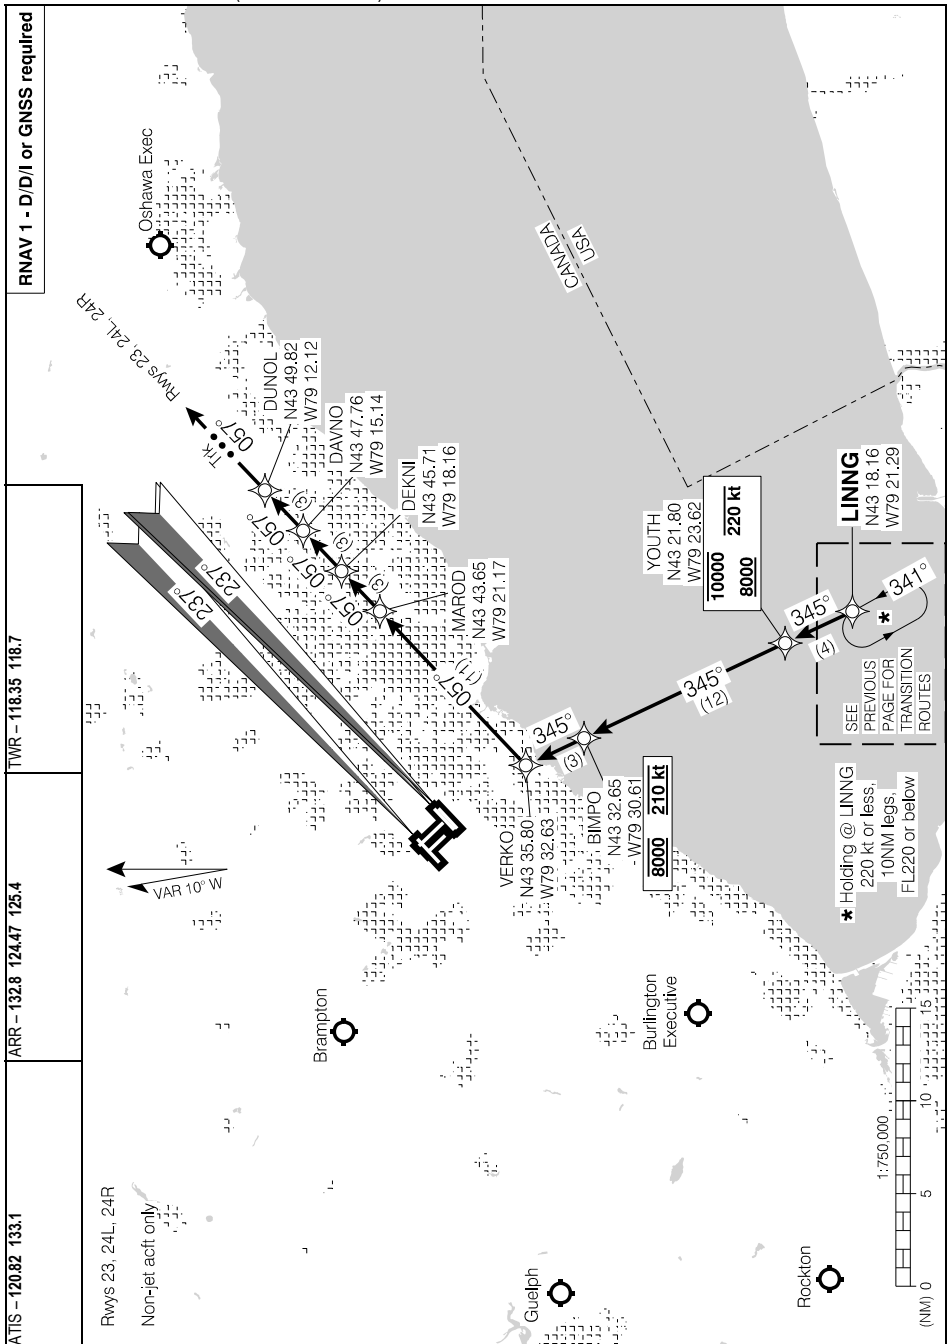 ATIS – 120.82 133.1
ARR – 132.8 124.47 125.4
TWR – 118.35 118.7
RNAV 1 - D/D/I or GNSS required
Rwys 23, 24L, 24R
Non-jet acft only
VAR 10° W
237°
237°
Rwys 23, 24L, 24R
Trk
057°
Oshawa Exec
DUNOL
N43 49.82
W79 12.12
057°
(3)
DAVNO
N43 47.76
W79 15.14
057°
(3)
DEKNI
N43 45.71
W79 18.16
057°
(3)
MAROD
N43 43.65
W79 21.17
057°
(11)
VERKO
N43 35.80
W79 32.63
345°
(3)
BIMPO
N43 32.65
W79 30.61
8000 210 kt
345°
(12)
YOUTH
N43 21.80
W79 23.62
10000
8000
220 kt
345°
(4)
LINNG
N43 18.16
W79 21.29
341°
*
SEE
PREVIOUS
PAGE FOR
TRANSITION
ROUTES
* Holding @ LINNG
220 kt or less,
10NM legs,
FL220 or below
CANADA
USA
Brampton
Burlington
Executive
Guelph
Rockton
1:750,000
(NM) 0 5 10 15